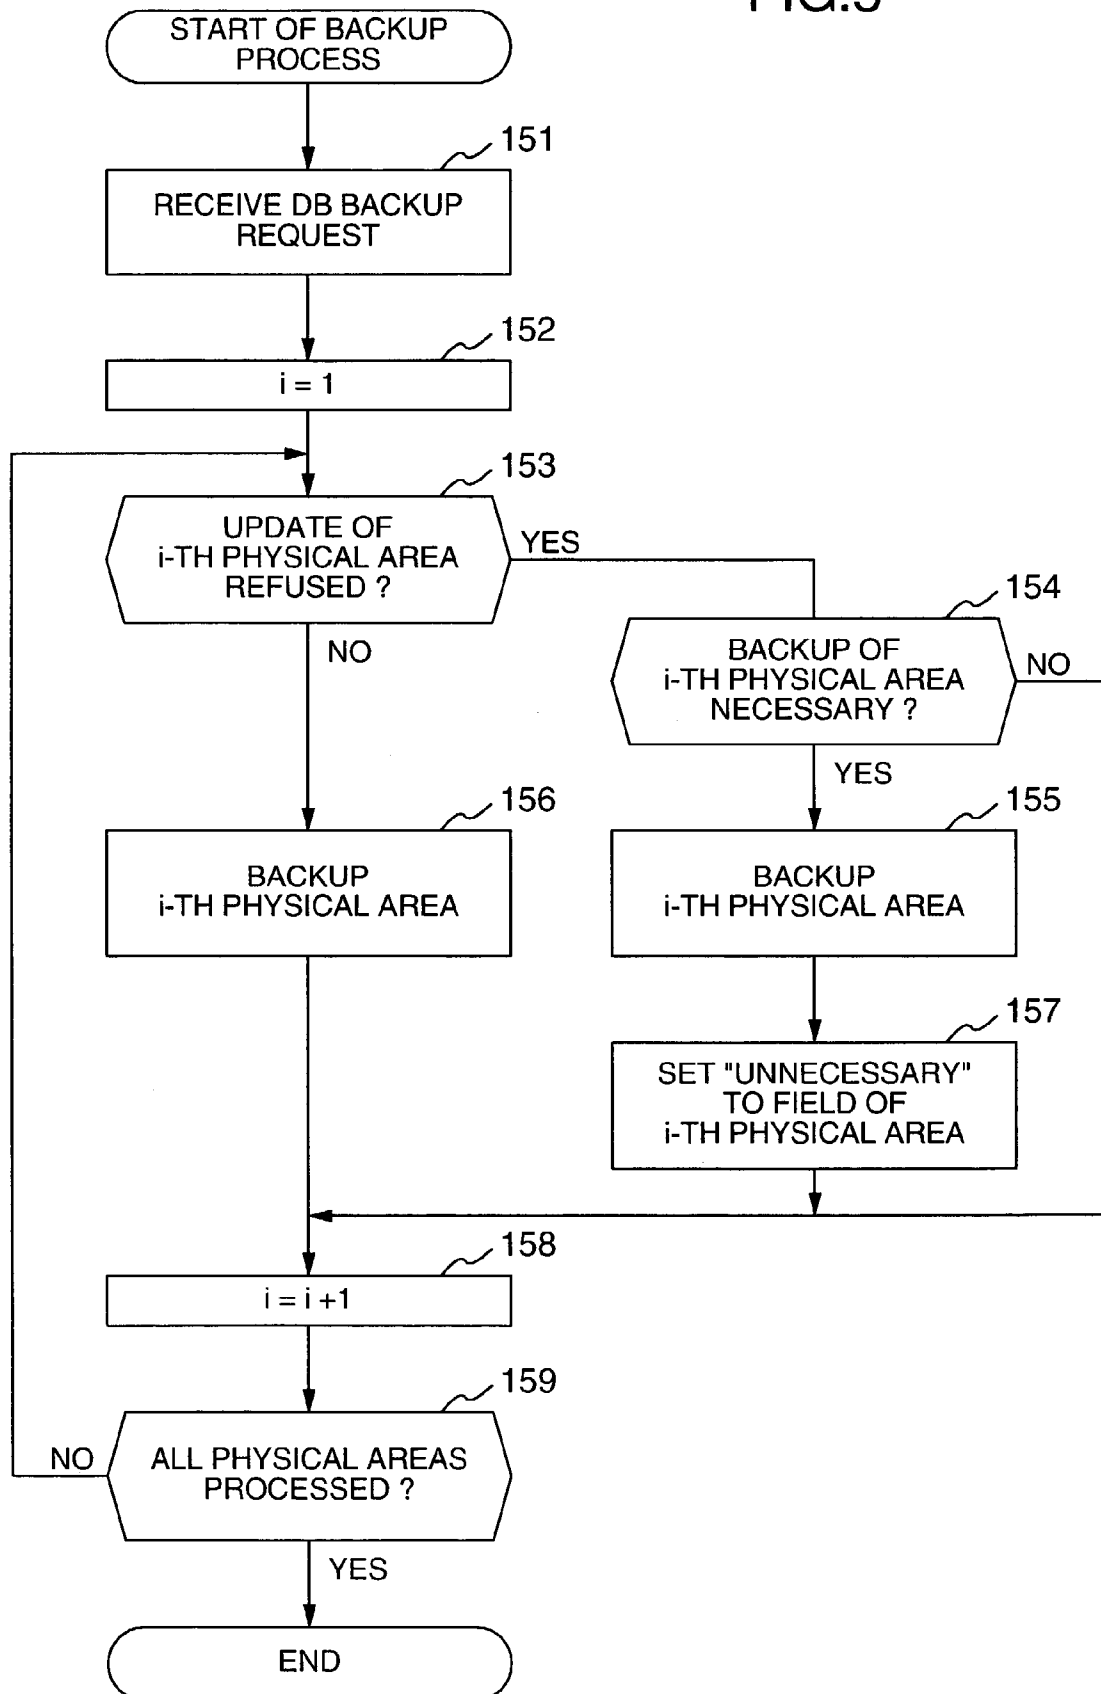 START OF BACKUP
PROCESS
151
RECEIVE DB BACKUP
REQUEST
152
i = 1
153
UPDATE OF
i-TH PHYSICAL AREA
REFUSED ?
YES
NO
154
BACKUP OF
i-TH PHYSICAL AREA
NECESSARY ?
NO
YES
156
BACKUP
i-TH PHYSICAL AREA
155
BACKUP
i-TH PHYSICAL AREA
157
SET "UNNECESSARY"
TO FIELD OF
i-TH PHYSICAL AREA
158
i = i +1
159
ALL PHYSICAL AREAS
PROCESSED ?
NO
YES
END